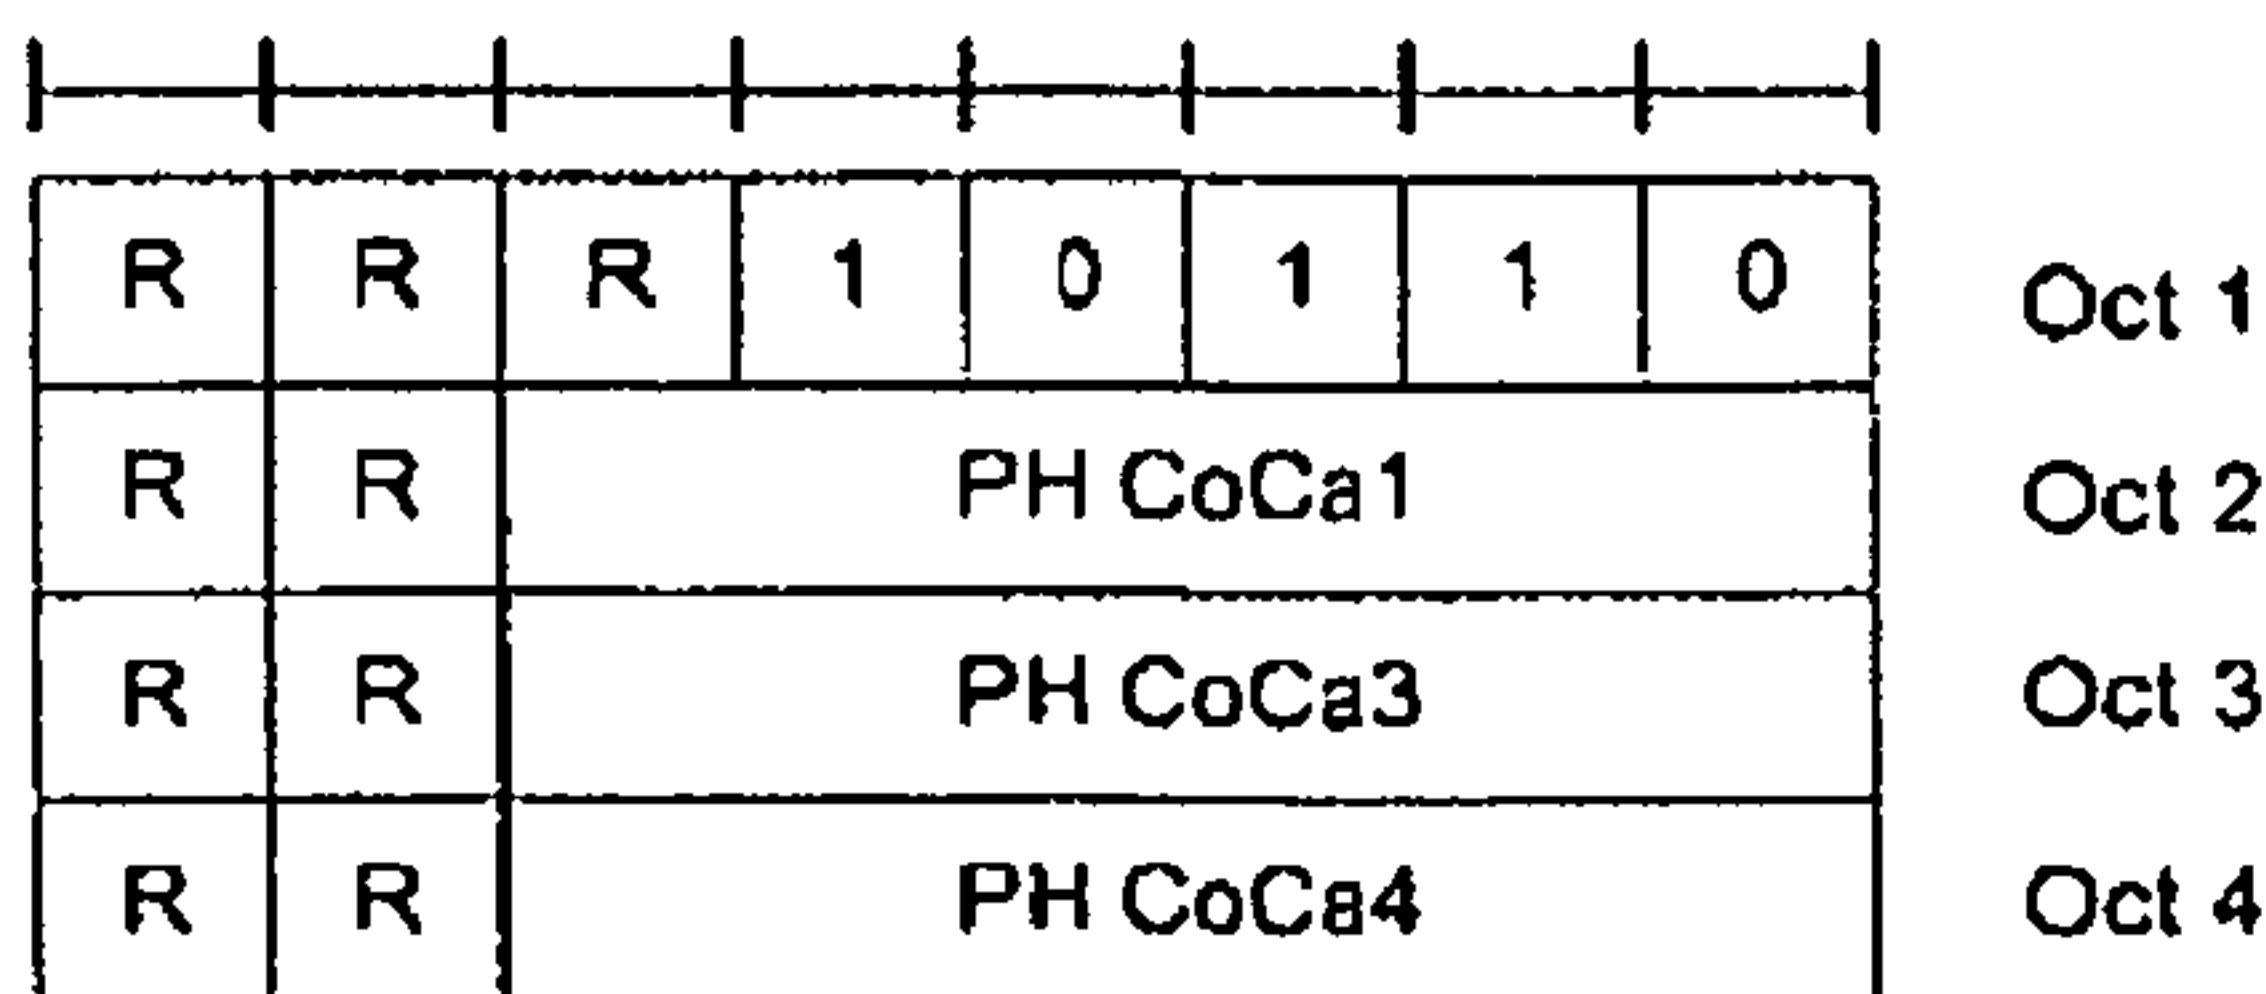 R R R 1 0 1 1 0 Oct 1
R R PH CoCa1 Oct 2
R R PH CoCa3 Oct 3
R R PH CoCa4 Oct 4